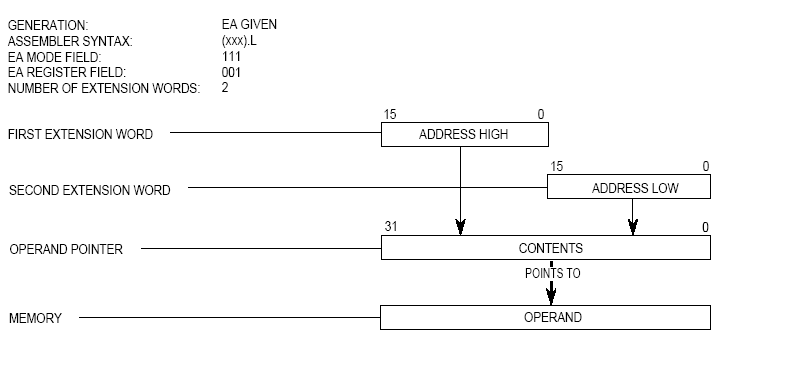 GENERATION: EA GIVEN
ASSEMBLER SYNTAX: (xxx).L
EA MODE FIELD: 111
EA REGISTER FIELD: 001
NUMBER OF EXTENSION WORDS: 2
15 0
FIRST EXTENSION WORD ADDRESS HIGH
15 0
SECOND EXTENSION WORD ADDRESS LOW
31 0
OPERAND POINTER CONTENTS
POINTS TO
MEMORY OPERAND